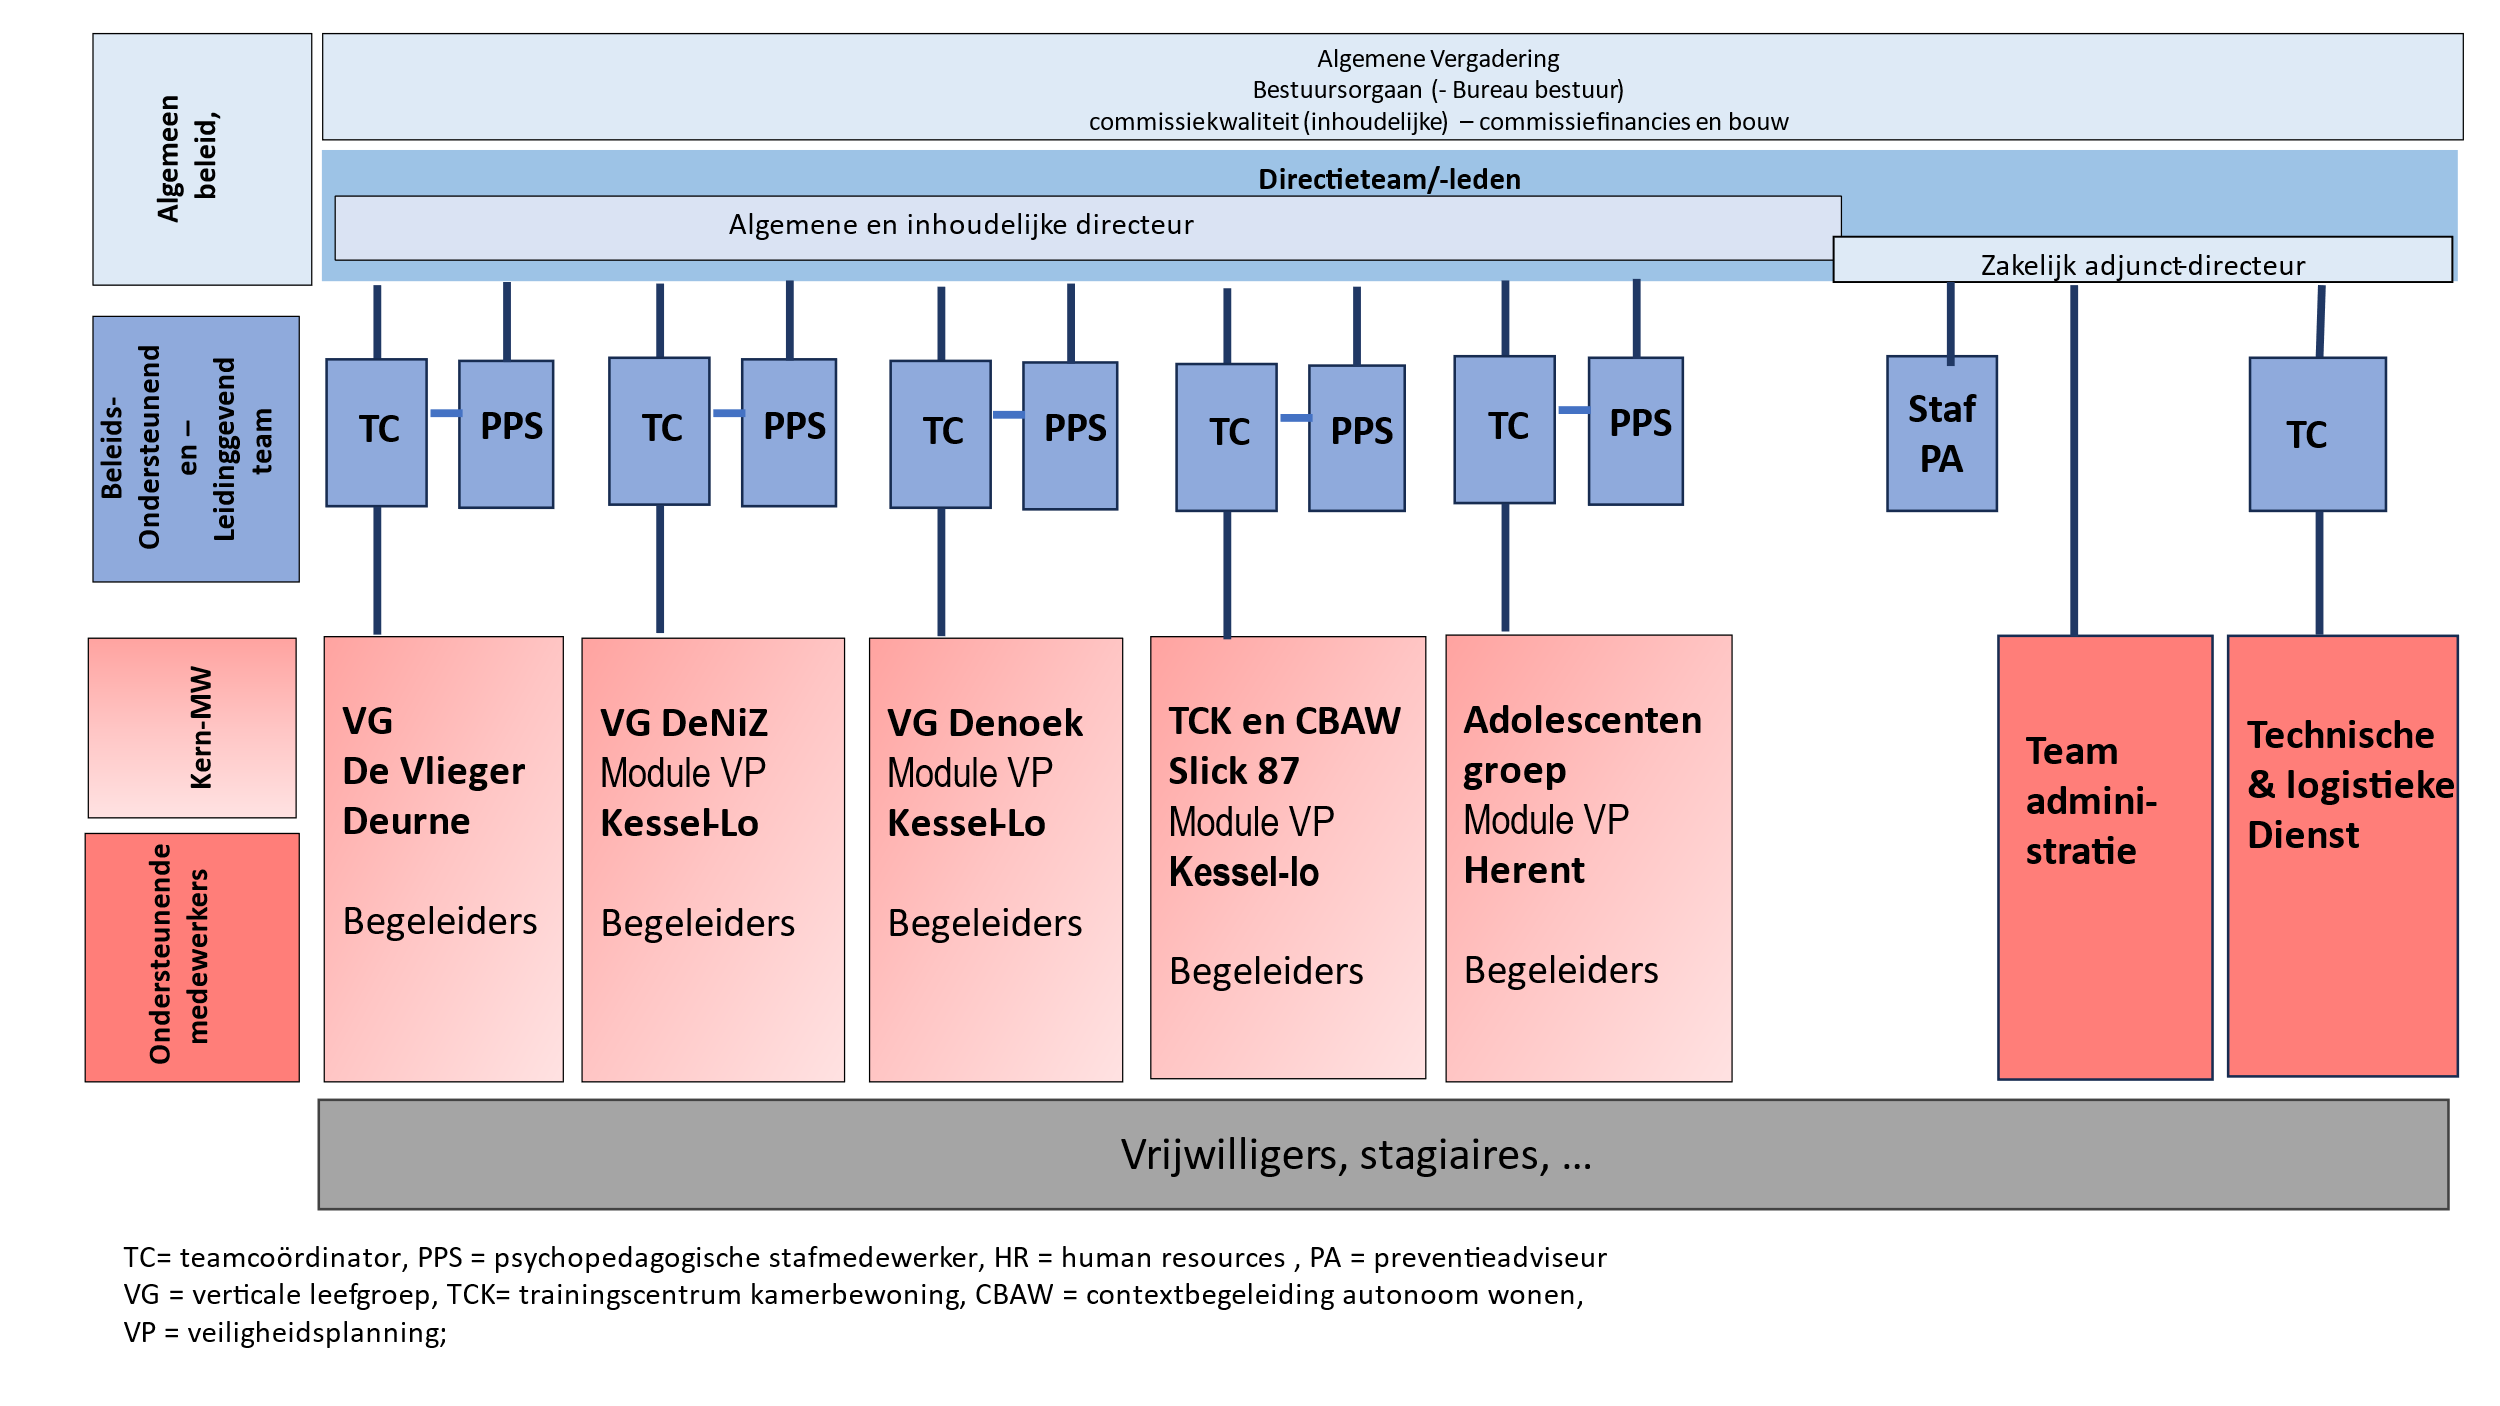 Algemeen
beleid,
Algemene Vergadering
Bestuursorgaan (- Bureau bestuur)
commissie kwaliteit (inhoudelijke) – commissie financies en bouw
Directieteam/-leden
Algemene en inhoudelijke directeur
Zakelijk adjunct-directeur
Beleids-
Ondersteunend
en –
Leidinggevend
team
TC
PPS
TC
PPS
TC
PPS
TC
PPS
TC
PPS
Staf
PA
TC
Kern-MW
Ondersteunende
medewerkers
VG
De Vlieger
Deurne
Begeleiders
VG DeNiZ
Module VP
Kessel-Lo
Begeleiders
VG Denoek
Module VP
Kessel-Lo
Begeleiders
TCK en CBAW
Slick 87
Module VP
Kessel-lo
Begeleiders
Adolescenten
groep
Module VP
Herent
Begeleiders
Team
admini-
stratie
Technische
& logistieke
Dienst
Vrijwilligers, stagiaires, ...
TC= teamcoördinator, PPS = psychopedagogische stafmedewerker, HR = human resources , PA = preventieadviseur
VG = verticale leefgroep, TCK= trainingscentrum kamerbewoning, CBAW = contextbegeleiding autonoom wonen,
VP = veiligheidsplanning;